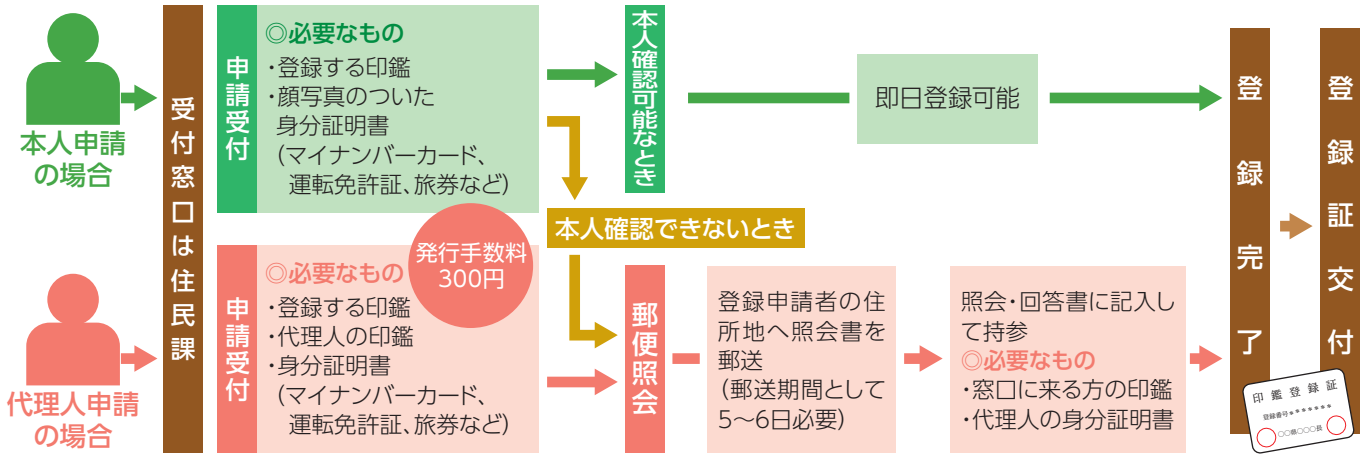 本人申請
の場合
代理人申請
の場合
受付窓口は住民課
申請受付
◎必要なもの
・登録する印鑑
・顔写真のついた
身分証明書
(マイナンバーカード、
運転免許証、旅券など)
本人確認可能なとき
即日登録可能
本人確認できないとき
発行手数料
300円
申請受付
◎必要なもの
・登録する印鑑
・代理人の印鑑
・身分証明書
(マイナンバーカード、
運転免許証、旅券など)
郵便照会
登録申請者の住
所地へ照会書を
郵送
(郵送期間として
5〜6日必要)
照会・回答書に記入し
て持参
◎必要なもの
・窓口に来る方の印鑑
・代理人の身分証明書
登録完了
登録証交付
印鑑登録証
登録番号＊＊＊＊＊＊＊
○○県○○○長